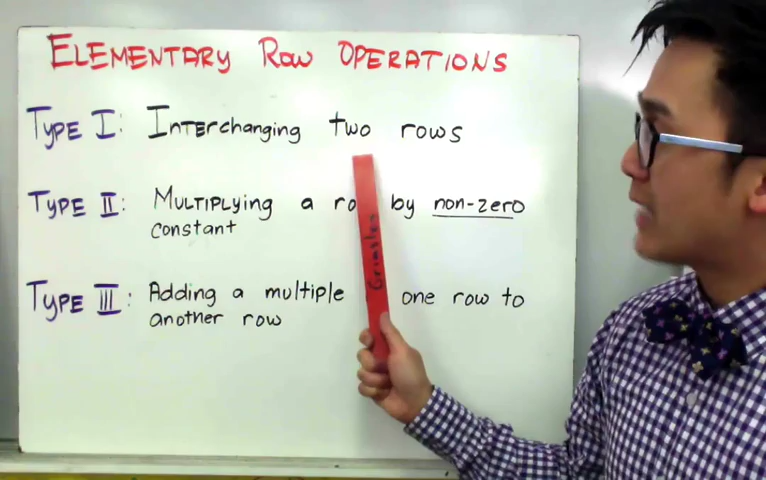 ELEMENTARY ROW OPERATIONS
TYPE I: INTERchanging two rows
TYPE II: MULTIPLying a ro by non-zero
constant
TYPE III: Adding a multiple one row to
another row